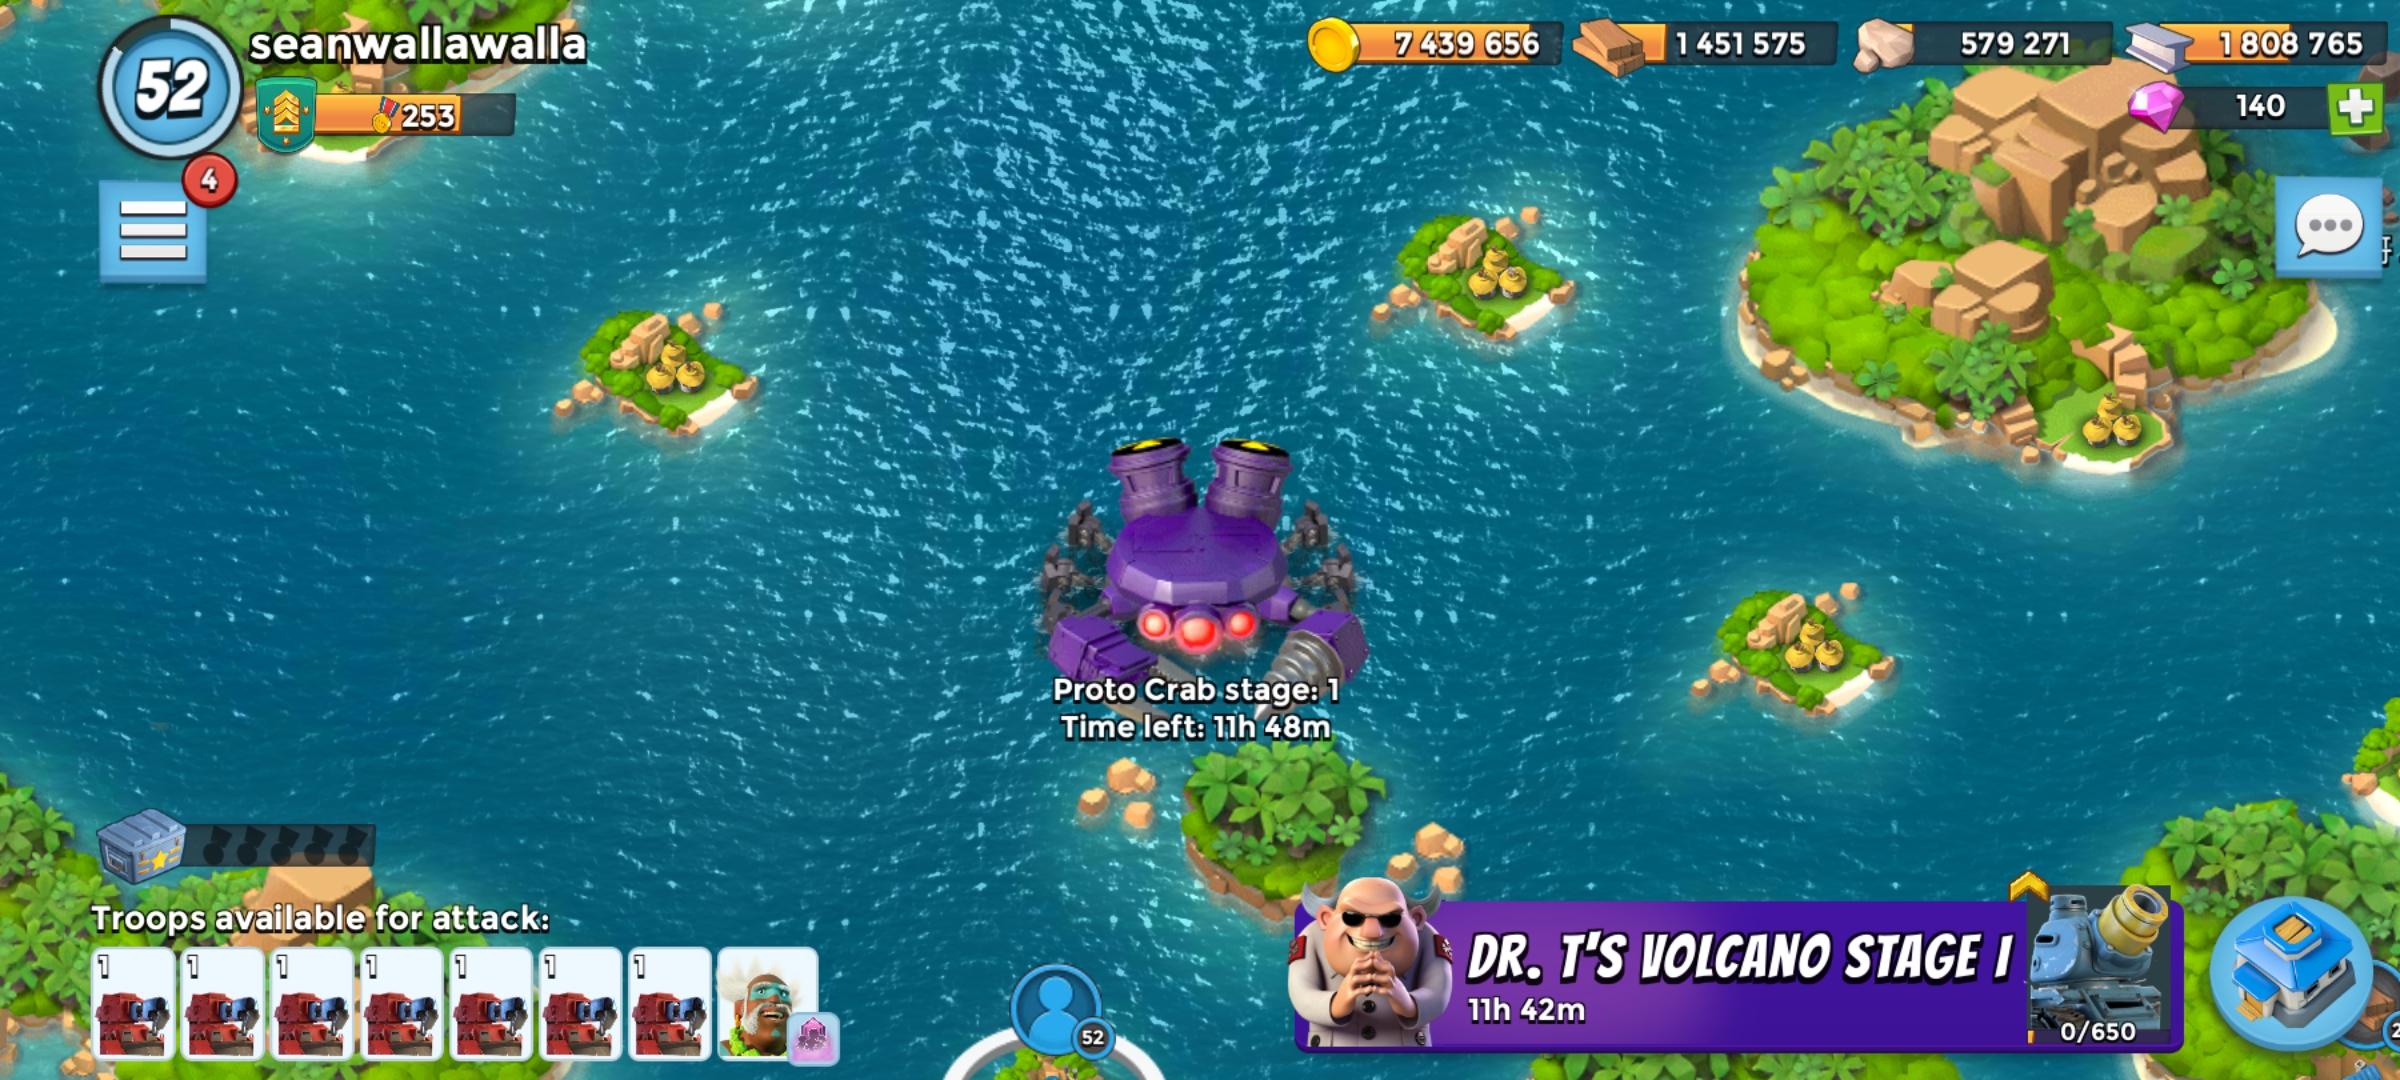 52
seanwallawalla
253
4
7 439 656
1 451 575
579 271
1 808 765
140
Proto Crab stage: 1
Time left: 11h 48m
Troops available for attack:
1
1
1
1
1
1
1
52
DR. T'S VOLCANO STAGE I
11h 42m
0/650